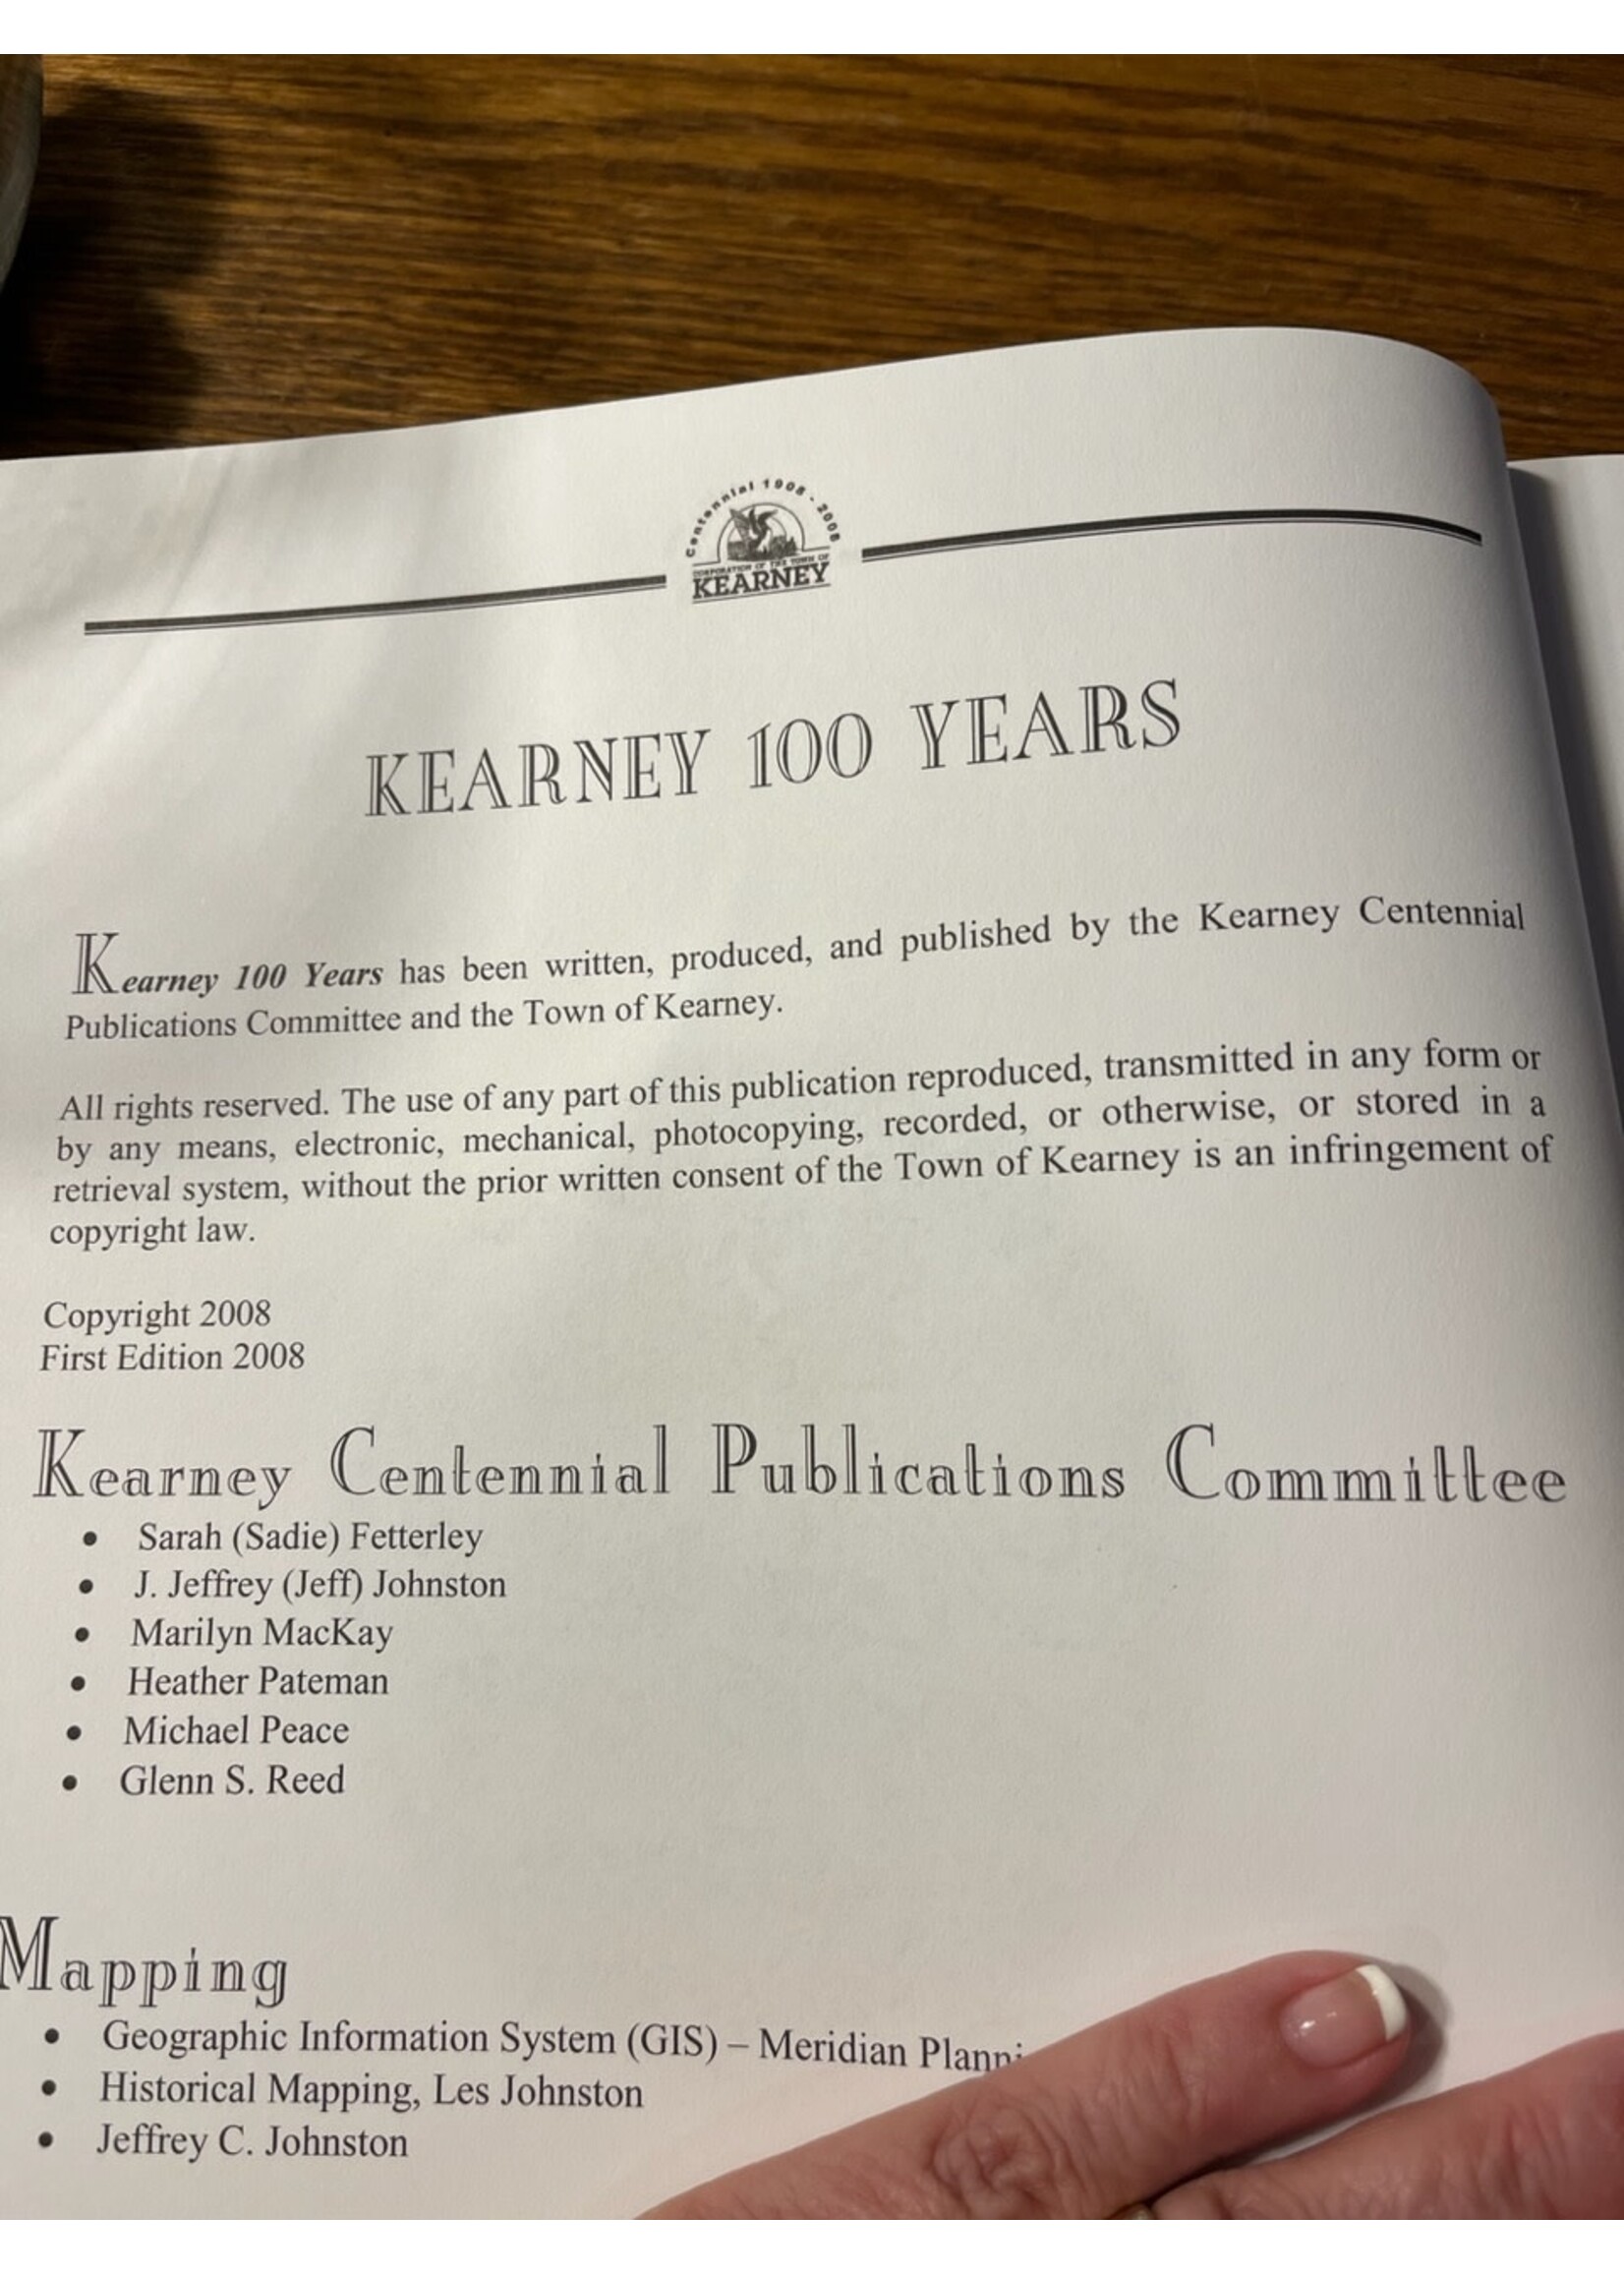 Centennial 1908 - 2008
CORPORATION OF THE TOWN OF
KEARNEY
KEARNEY 100 YEARS
Kearney 100 Years has been written, produced, and published by the Kearney Centennial
Publications Committee and the Town of Kearney.
All rights reserved. The use of any part of this publication reproduced, transmitted in any form or
by any means, electronic, mechanical, photocopying, recorded, or otherwise, or stored in a
retrieval system, without the prior written consent of the Town of Kearney is an infringement of
copyright law.
Copyright 2008
First Edition 2008
Kearney Centennial Publications Committee
• Sarah (Sadie) Fetterley
• J. Jeffrey (Jeff) Johnston
• Marilyn MacKay
• Heather Pateman
• Michael Peace
• Glenn S. Reed
Mapping
• Geographic Information System (GIS) – Meridian
• Historical Mapping, Les Johnston
• Jeffrey C. Johnston